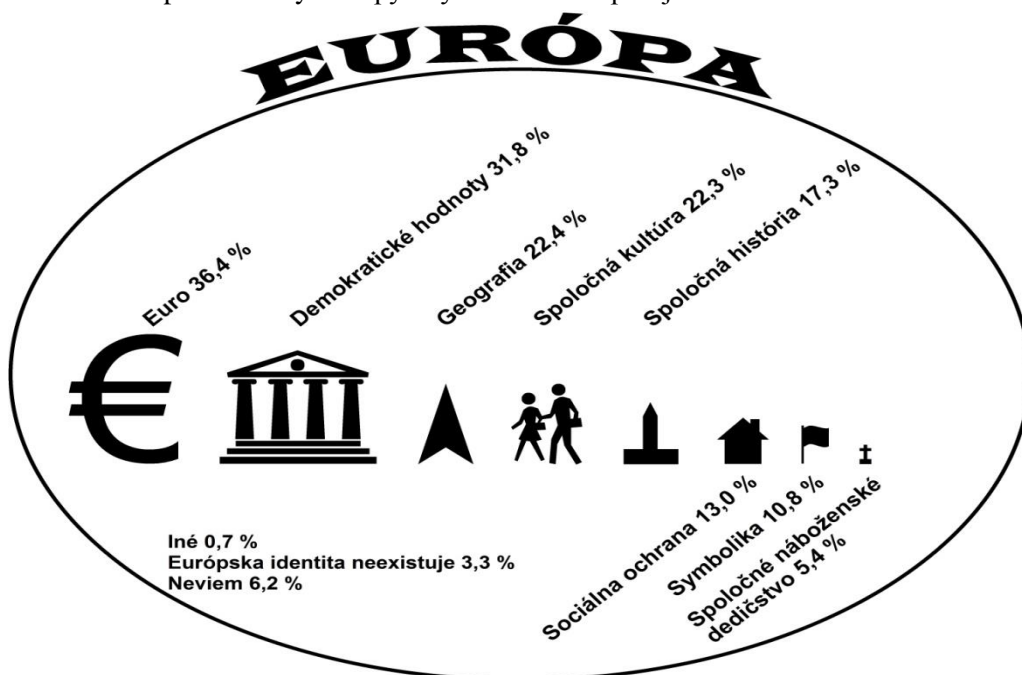 EURÓPA
Euro 36,4 %
Demokratické hodnoty 31,8 %
Geografia 22,4 %
Spoločná kultúra 22,3 %
Spoločná história 17,3 %
€
Iné 0,7 %
Európska identita neexistuje 3,3 %
Neviem 6,2 %
Sociálna ochrana 13,0 %
Symbolika 10,8 %
Spoločné náboženské
dedičstvo 5,4 %